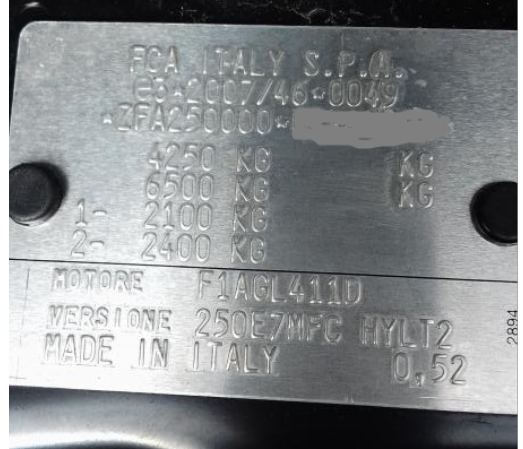 FCA ITALY S.P.A.
e3*2007/46*0049
*ZFA250000*
4250 KG KG
6500 KG KG
1- 2100 KG
2- 2400 KG
MOTORE F1AGL411D
VERSIONE 250E7MFC HYLT2
MADE IN ITALY 0,52
2894